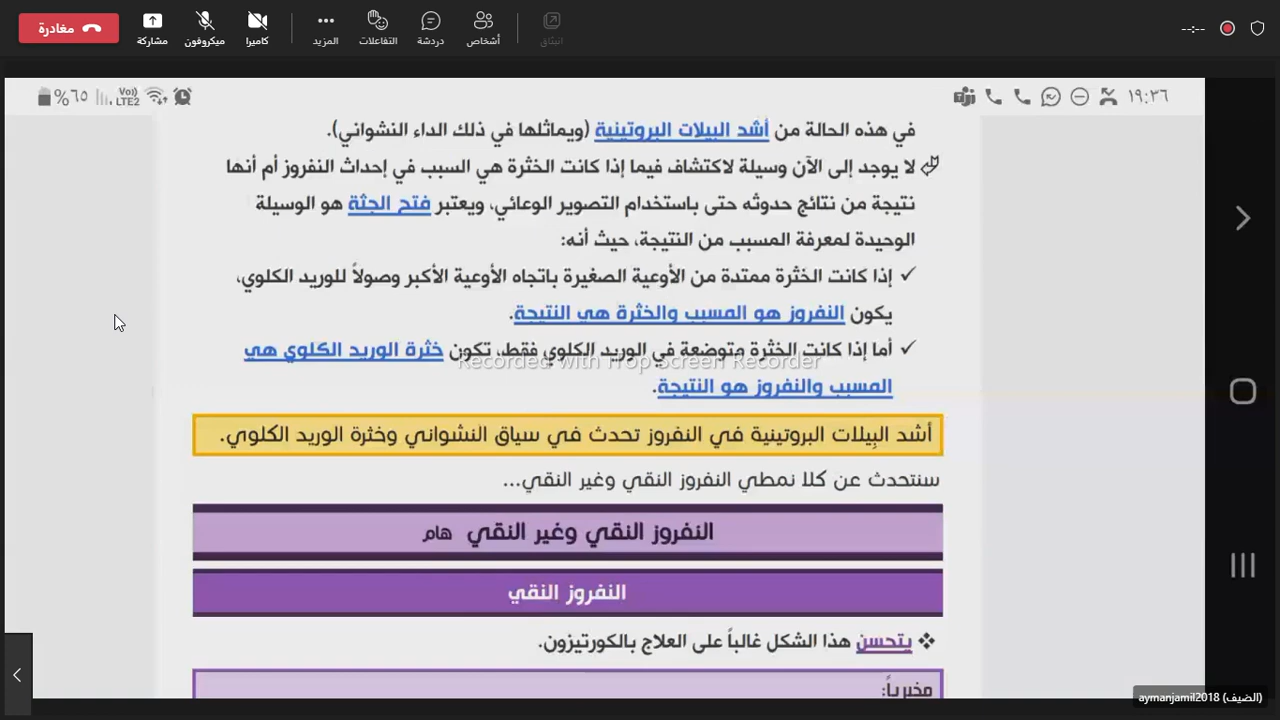 مغادرة
مشاركة
ميكروفون
كاميرا
المزيد
التفاعلات
دردشة
أشخاص
انبثاق
--:--
١٩:٣٦
Vo)) LTE2
%٦٥
في هذه الحالة من أشد البيلات البروتينية (ويماثلها في ذلك الداء النشواني).
لا يوجد إلى الآن وسيلة لاكتشاف فيما إذا كانت الخثرة هي السبب في إحداث النفروز أم أنها
نتيجة من نتائج حدوثه حتى باستخدام التصوير الوعائي، ويعتبر فتح الجثة هو الوسيلة
الوحيدة لمعرفة المسبب من النتيجة، حيث أنه:
✓ إذا كانت الخثرة ممتدة من الأوعية الصغيرة باتجاه الأوعية الأكبر وصولاً للوريد الكلوي،
يكون النفروز هو المسبب والخثرة هي النتيجة.
✓ أما إذا كانت الخثرة متوضعة في الوريد الكلوي فقط، تكون خثرة الوريد الكلوي هي
Recorded with iTop Screen Recorder
المسبب والنفروز هو النتيجة.
أشد البِيلات البروتينية في النفروز تحدث في سياق النشواني وخثرة الوريد الكلوي.
سنتحدث عن كلا نمطي النفروز النقي وغير النقي...
النفروز النقي وغير النقي هام
النفروز النقي
❖ يتحسن هذا الشكل غالباً على العلاج بالكورتيزون.
مخبرياً:
aymanjamil2018 (الضيف)